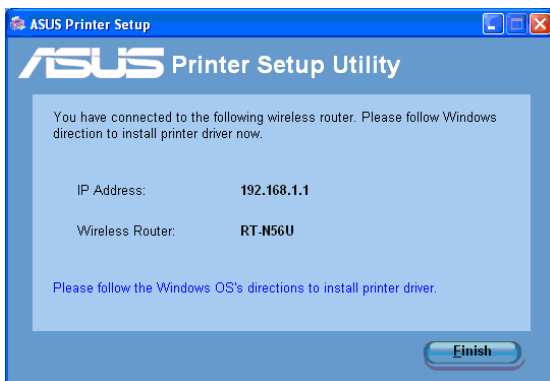 ASUS Printer Setup
ASUS Printer Setup Utility
You have connected to the following wireless router. Please follow Windows
direction to install printer driver now.
IP Address: 192.168.1.1
Wireless Router: RT-N56U
Please follow the Windows OS's directions to install printer driver.
Finish